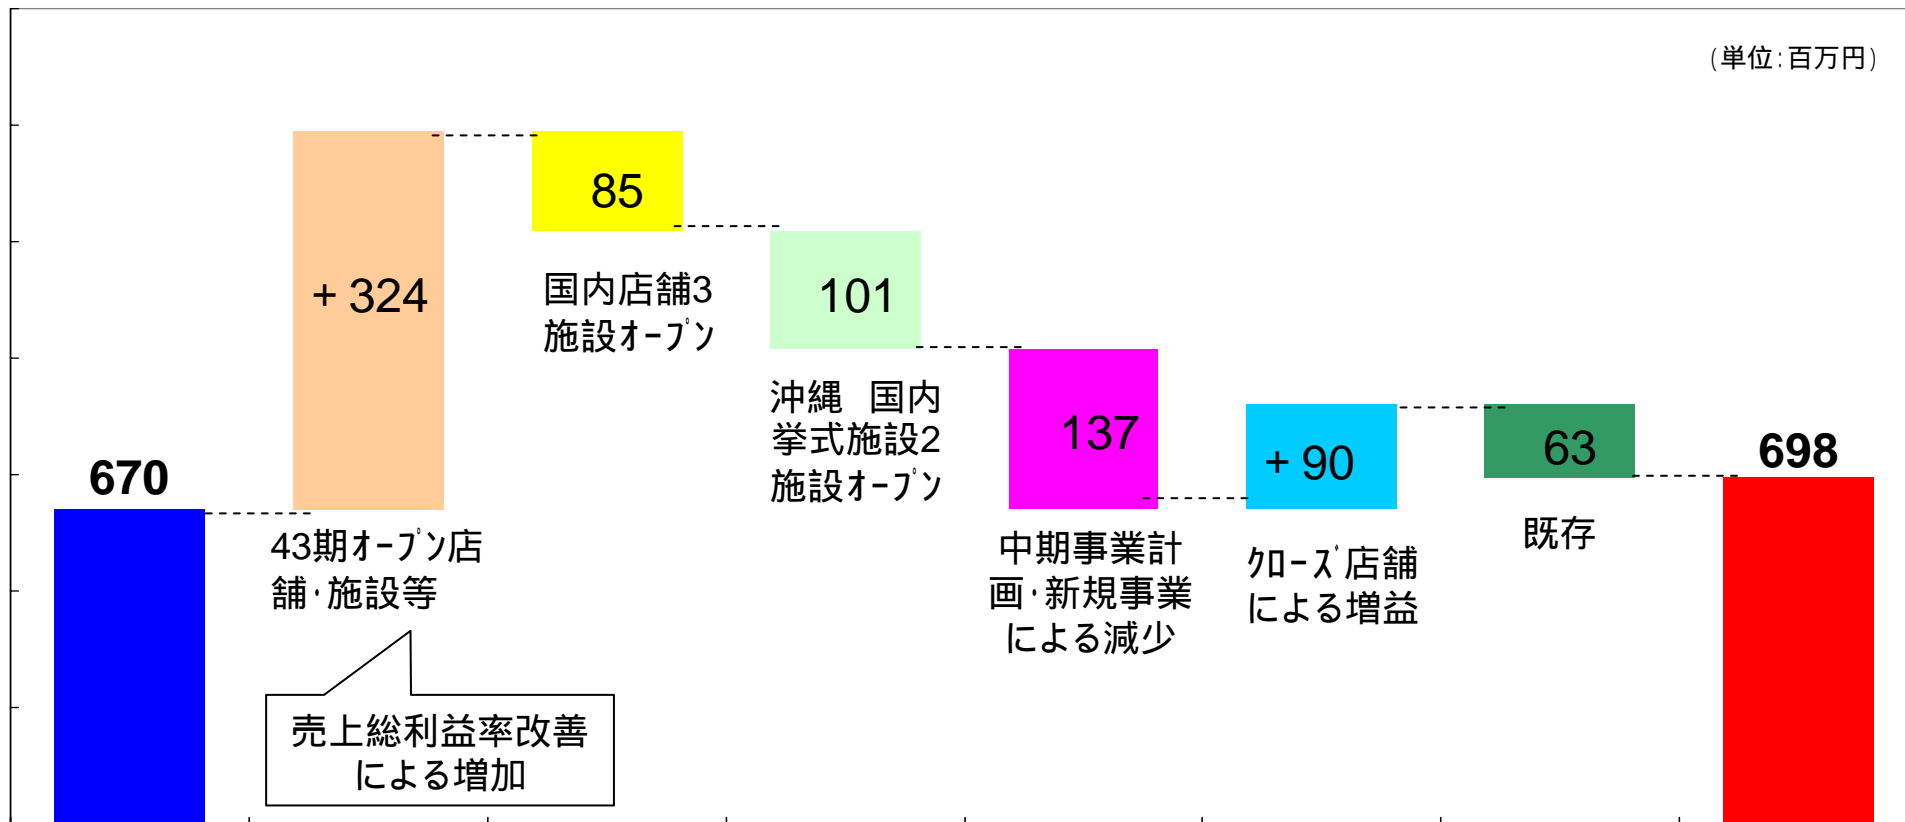 (単位:百万円)
670
+324
43期ｵｰﾌﾟﾝ店
舗･施設等
売上総利益率改善
による増加
85
国内店舗3
施設ｵｰﾌﾟﾝ
101
沖縄　国内
挙式施設2
施設ｵｰﾌﾟﾝ
137
中期事業計
画･新規事業
による減少
+90
ｸﾛｰｽﾞ店舗
による増益
63
既存
698